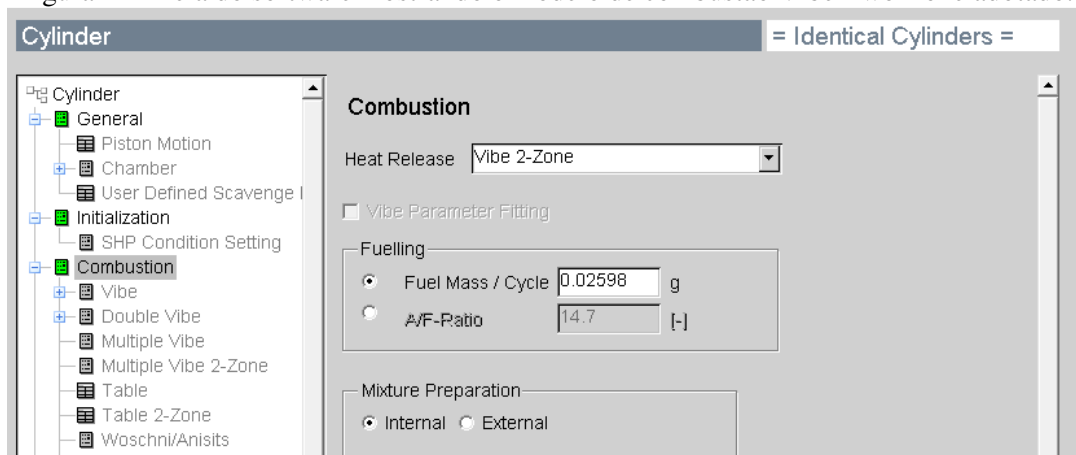 Cylinder
= Identical Cylinders =
Cylinder
General
Piston Motion
Chamber
User Defined Scavenge
Initialization
SHP Condition Setting
Combustion
Vibe
Double Vibe
Multiple Vibe
Multiple Vibe 2-Zone
Table
Table 2-Zone
Woschni/Anisits
Combustion
Heat Release Vibe 2-Zone
Vibe Parameter Fitting
Fuelling
Fuel Mass / Cycle 0.02598 g
A/F-Ratio 14.7 [-]
Mixture Preparation
Internal External